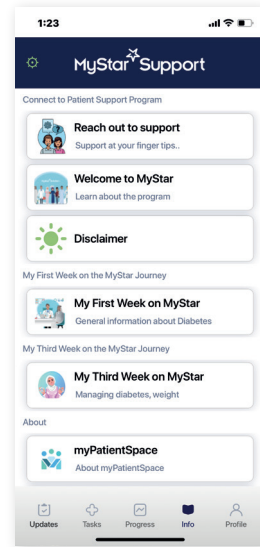 1:23
MyStar Support
Connect to Patient Support Program
Reach out to support
Support at your finger tips..
Welcome to MyStar
Learn about the program
Disclaimer
My First Week on the MyStar Journey
My First Week on MyStar
General information about Diabetes
My Third Week on the MyStar Journey
My Third Week on MyStar
Managing diabetes, weight
About
myPatientSpace
About myPatientSpace
Updates Tasks Progress Info Profile